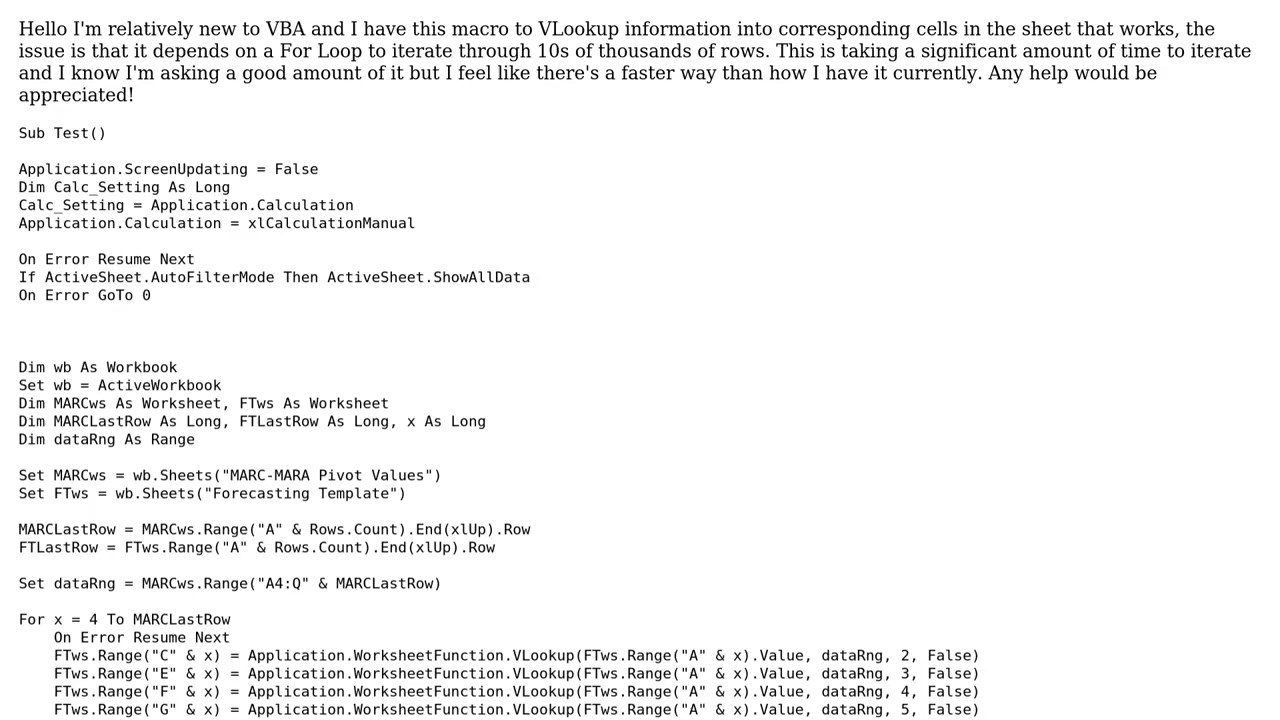 Hello I'm relatively new to VBA and I have this macro to VLookup information into corresponding cells in the sheet that works, the
issue is that it depends on a For Loop to iterate through 10s of thousands of rows. This is taking a significant amount of time to iterate
and I know I'm asking a good amount of it but I feel like there's a faster way than how I have it currently. Any help would be
appreciated!
Sub Test()
Application.ScreenUpdating = False
Dim Calc_Setting As Long
Calc_Setting = Application.Calculation
Application.Calculation = xlCalculationManual
On Error Resume Next
If ActiveSheet.AutoFilterMode Then ActiveSheet.ShowAllData
On Error GoTo 0
Dim wb As Workbook
Set wb = ActiveWorkbook
Dim MARCws As Worksheet, FTws As Worksheet
Dim MARCLastRow As Long, FTLastRow As Long, x As Long
Dim dataRng As Range
Set MARCws = wb.Sheets("MARC-MARA Pivot Values")
Set FTws = wb.Sheets("Forecasting Template")
MARCLastRow = MARCws.Range("A" & Rows.Count).End(xlUp).Row
FTLastRow = FTws.Range("A" & Rows.Count).End(xlUp).Row
Set dataRng = MARCws.Range("A4:Q" & MARCLastRow)
For x = 4 To MARCLastRow
    On Error Resume Next
    FTws.Range("C" & x) = Application.WorksheetFunction.VLookup(FTws.Range("A" & x).Value, dataRng, 2, False)
    FTws.Range("E" & x) = Application.WorksheetFunction.VLookup(FTws.Range("A" & x).Value, dataRng, 3, False)
    FTws.Range("F" & x) = Application.WorksheetFunction.VLookup(FTws.Range("A" & x).Value, dataRng, 4, False)
    FTws.Range("G" & x) = Application.WorksheetFunction.VLookup(FTws.Range("A" & x).Value, dataRng, 5, False)